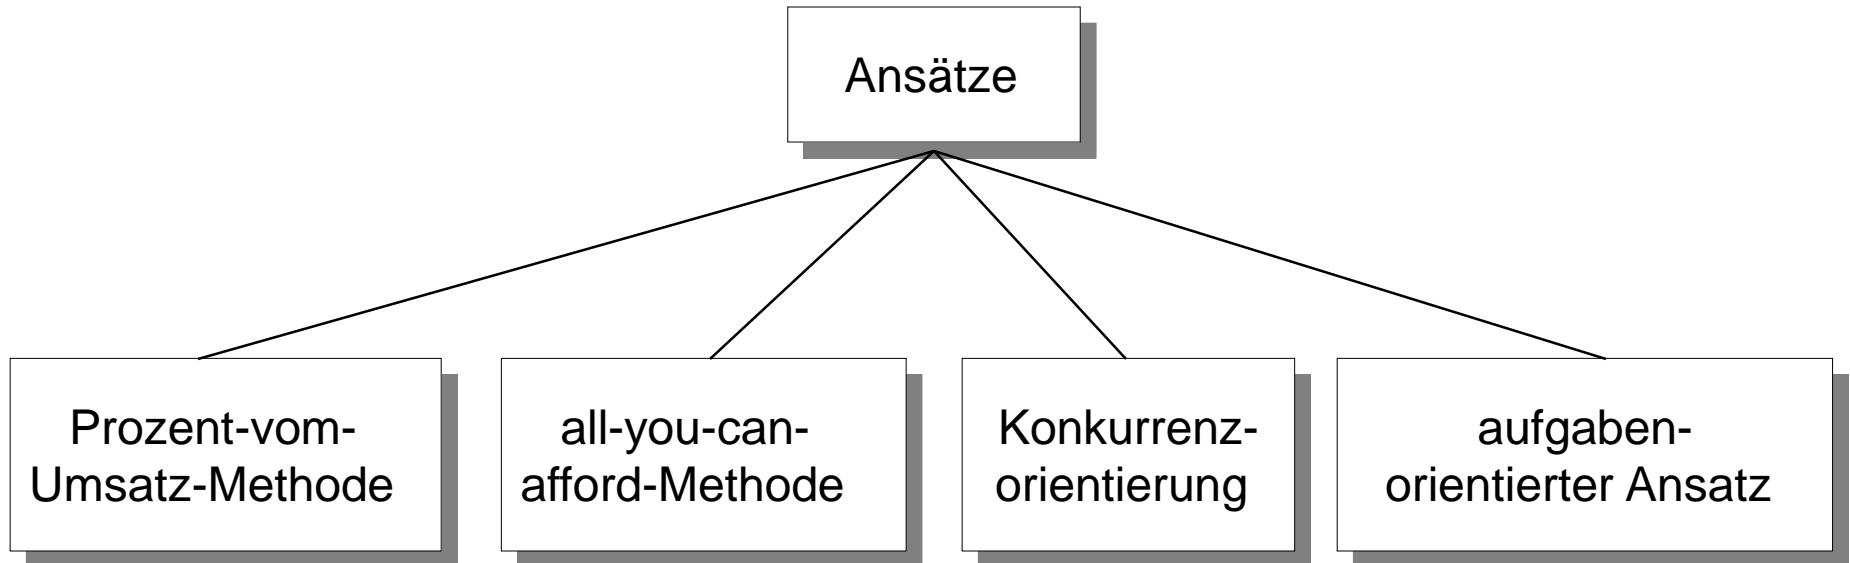 Ansätze
Prozent-vom-
Umsatz-Methode
all-you-can-
afford-Methode
Konkurrenz-
orientierung
aufgaben-
orientierter Ansatz